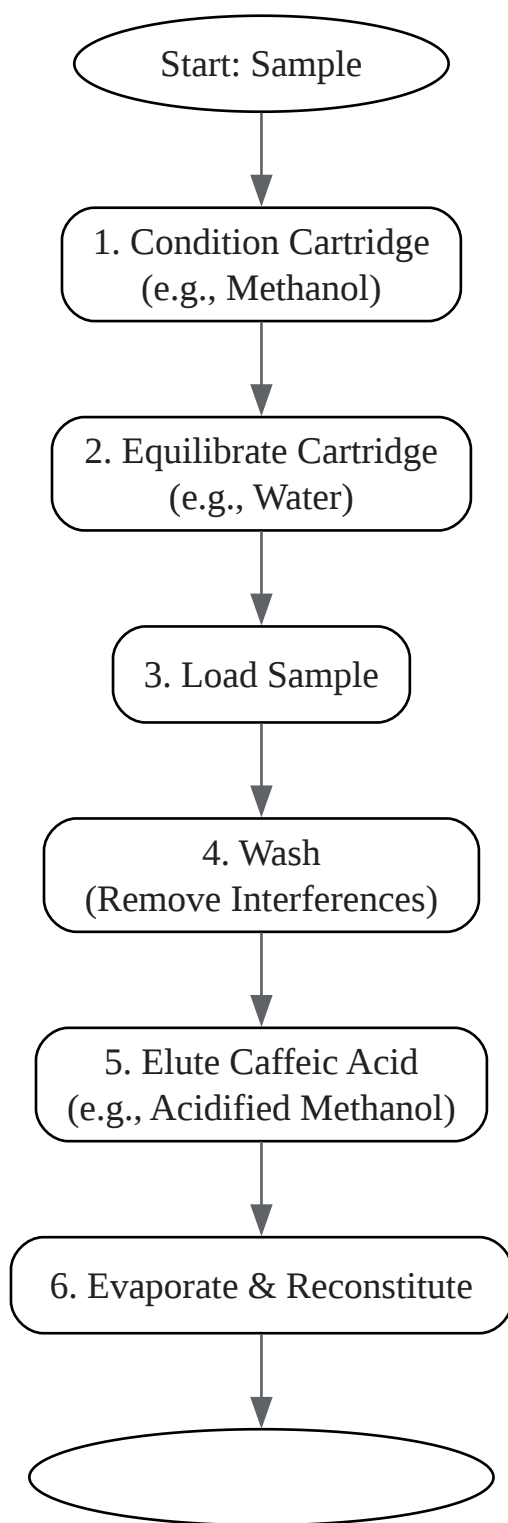 Start: Sample
1. Condition Cartridge
(e.g., Methanol)
2. Equilibrate Cartridge
(e.g., Water)
3. Load Sample
4. Wash
(Remove Interferences)
5. Elute Caffeic Acid
(e.g., Acidified Methanol)
6. Evaporate & Reconstitute